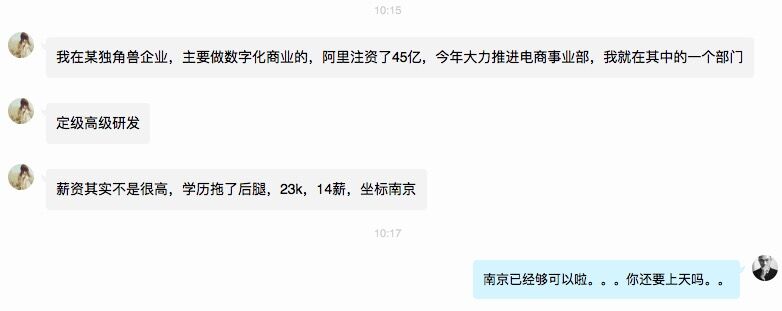 10:15
我在某独角兽企业，主要做数字化商业的，阿里注资了45亿，今年大力推进电商事业部，我就在其中的一个部门
定级高级研发
薪资其实不是很高，学历拖了后腿，23k，14薪，坐标南京
10:17
南京已经够可以啦。。。你还要上天吗。。